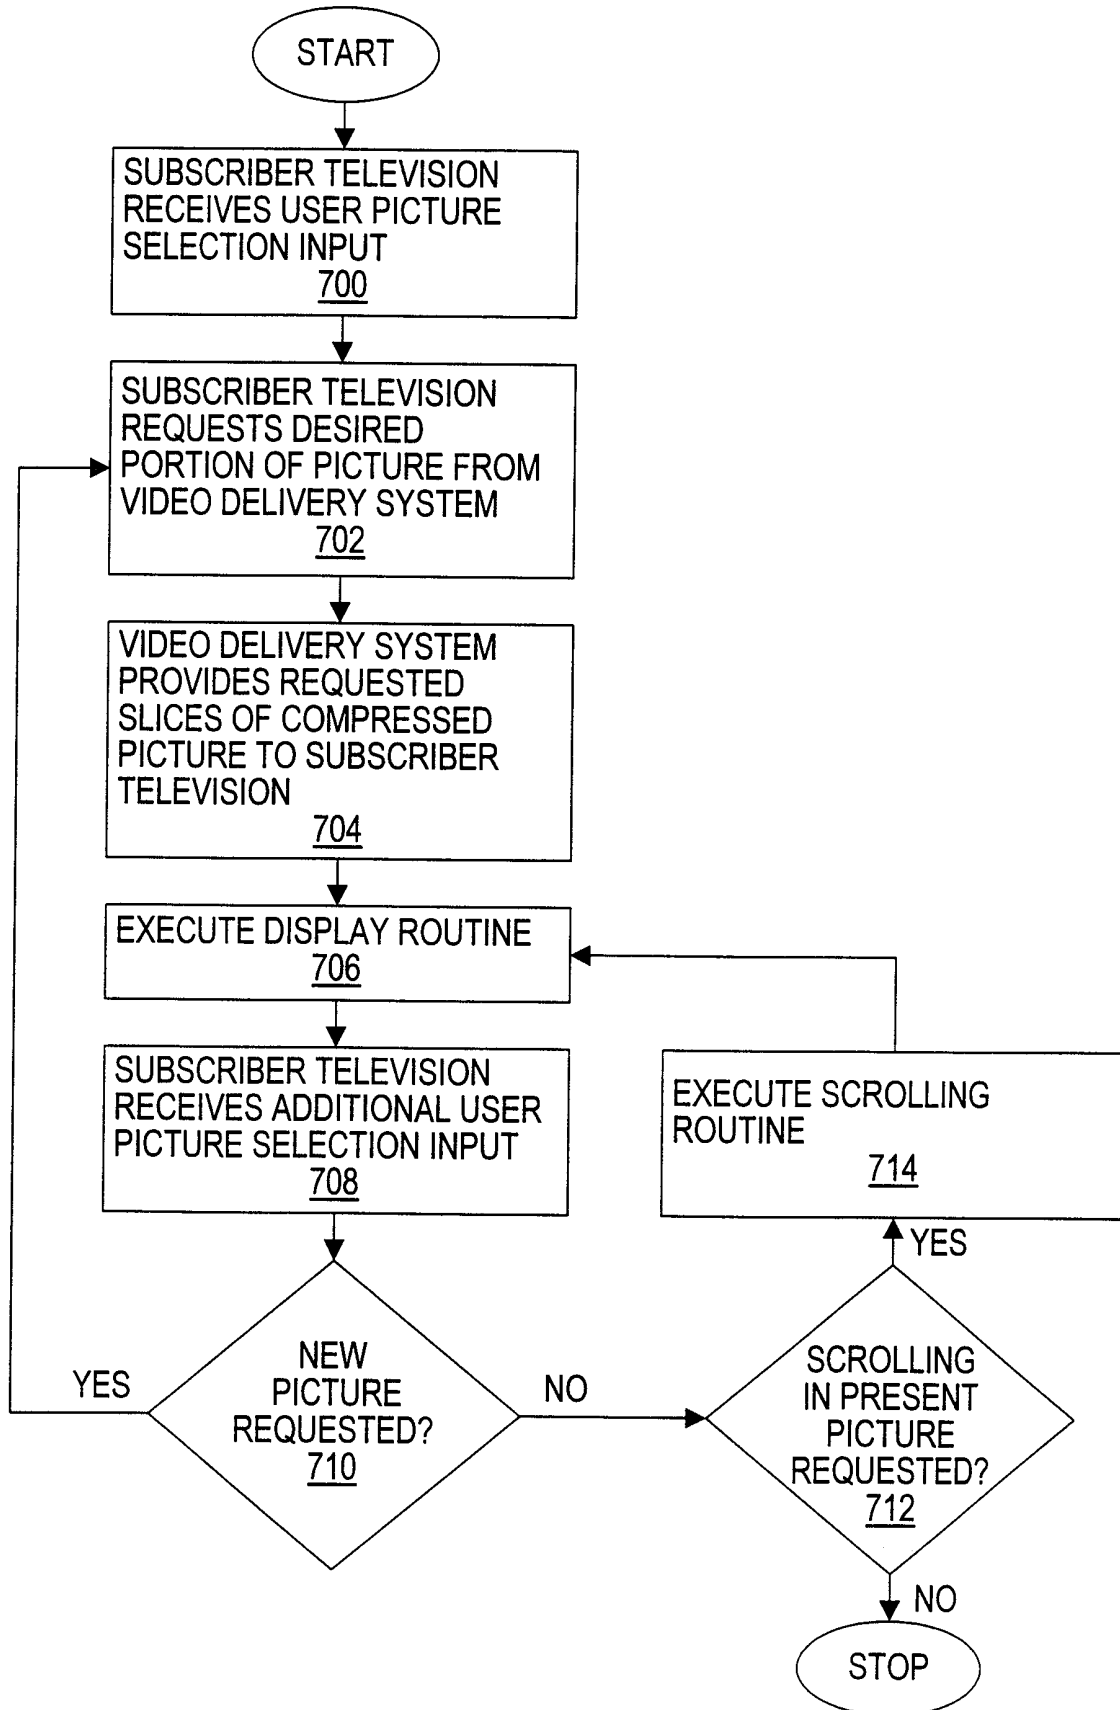 START
SUBSCRIBER TELEVISION
RECEIVES USER PICTURE
SELECTION INPUT
700
SUBSCRIBER TELEVISION
REQUESTS DESIRED
PORTION OF PICTURE FROM
VIDEO DELIVERY SYSTEM
702
VIDEO DELIVERY SYSTEM
PROVIDES REQUESTED
SLICES OF COMPRESSED
PICTURE TO SUBSCRIBER
TELEVISION
704
EXECUTE DISPLAY ROUTINE
706
SUBSCRIBER TELEVISION
RECEIVES ADDITIONAL USER
PICTURE SELECTION INPUT
708
NEW
PICTURE
REQUESTED?
710
YES
NO
EXECUTE SCROLLING
ROUTINE
714
YES
SCROLLING
IN PRESENT
PICTURE
REQUESTED?
712
NO
STOP